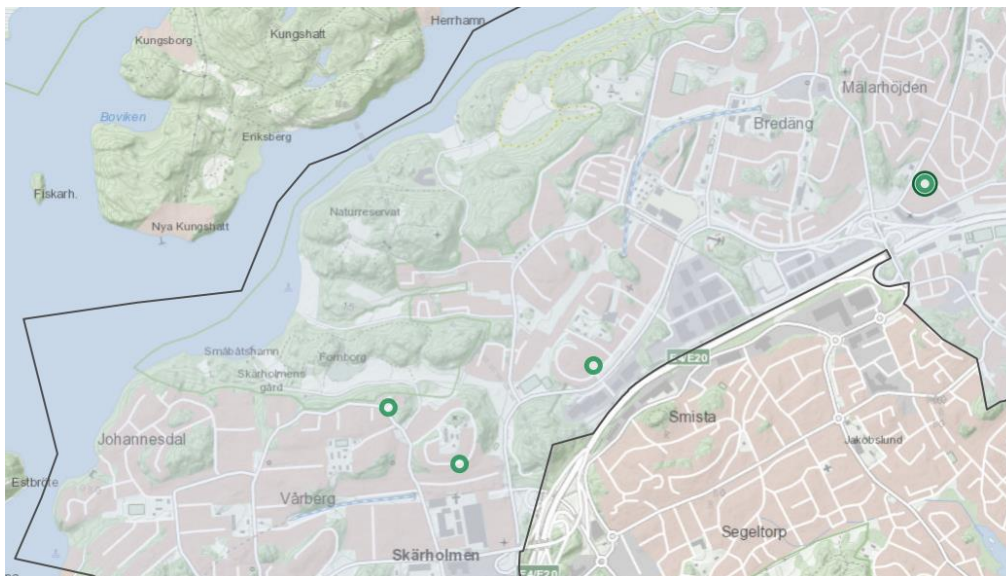 Herrhamn
Kungsborg
Kungshatt
Mälarhöjden
Boviken
Bredäng
Eriksberg
Fiskarh.
Naturreservat
Nya Kungshatt
Småbåtshamn
Fornborg
E4/E20
Skärholmens
gård
Smista
Johannesdal
Jakobslund
Estbröte
Vårberg
Segeltorp
Skärholmen
E4/E20